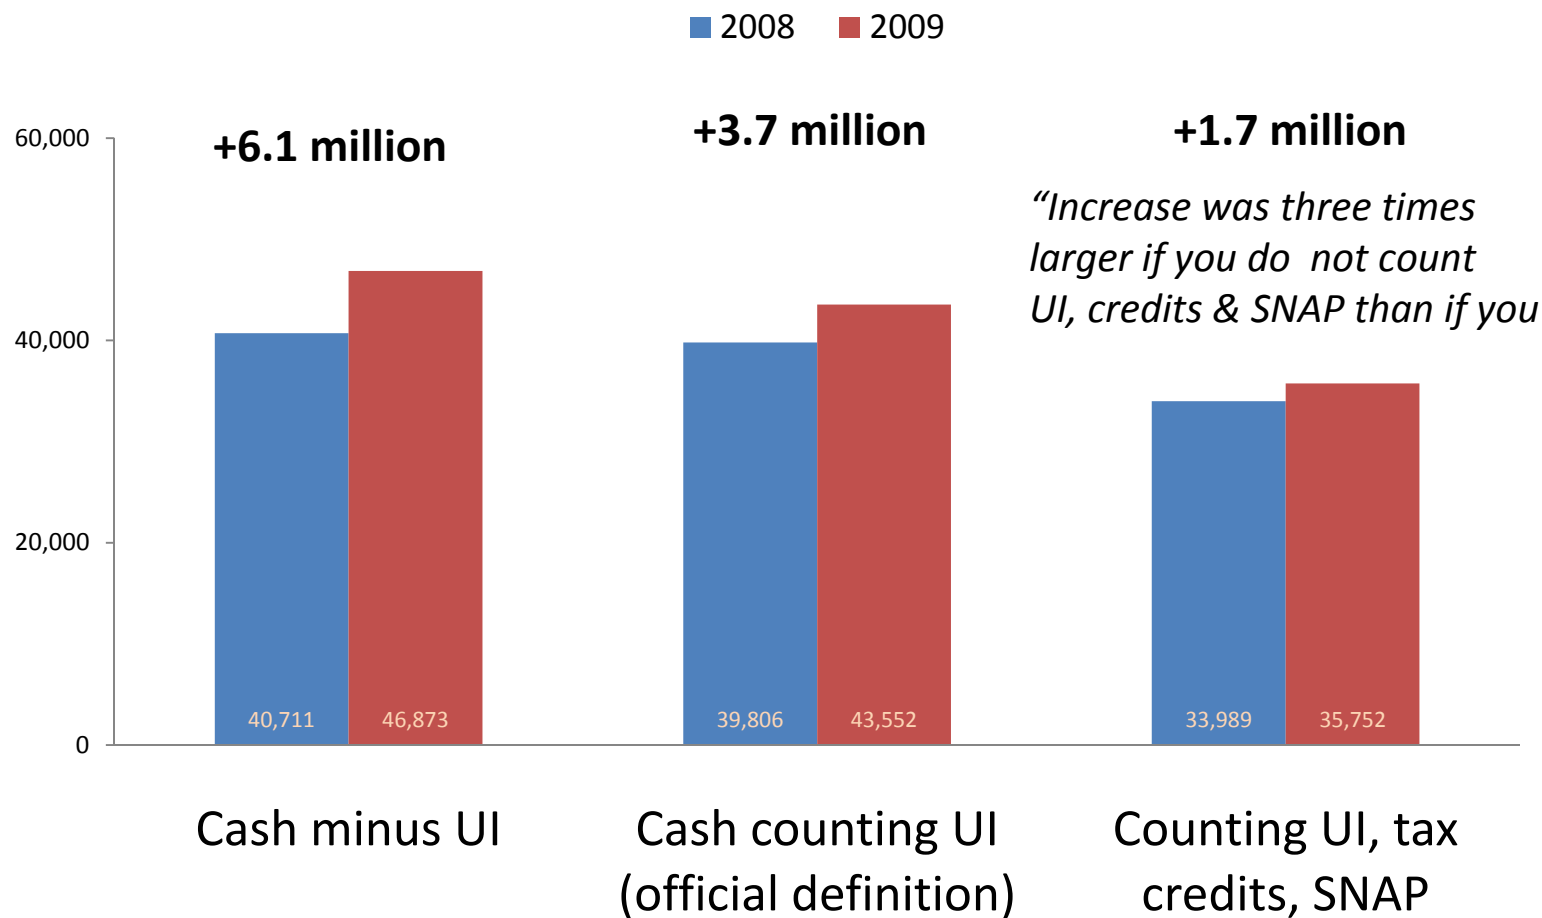 2008 2009
+6.1 million
+3.7 million
+1.7 million
“Increase was three times
larger if you do  not count
UI, credits & SNAP than if you
60,000
40,000
20,000
0
40,711 46,873 39,806 43,552 33,989 35,752
Cash minus UI
Cash counting UI
(official definition)
Counting UI, tax
credits, SNAP